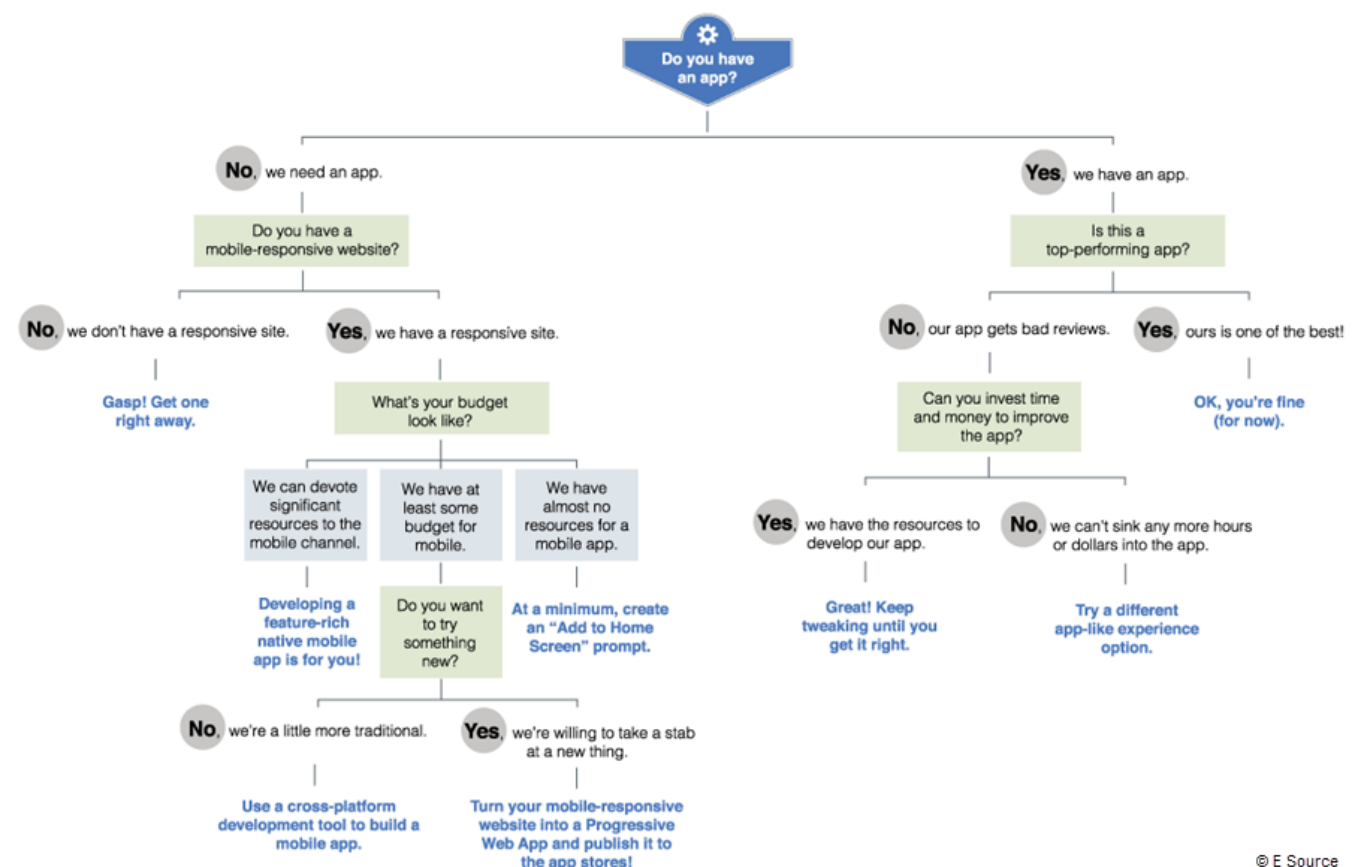 Do you have
an app?
No, we need an app.
Yes, we have an app.
Do you have a
mobile-responsive website?
Is this a
top-performing app?
No, we don't have a responsive site.
Yes, we have a responsive site.
No, our app gets bad reviews.
Yes, ours is one of the best!
Gasp! Get one
right away.
What's your budget
look like?
Can you invest time
and money to improve
the app?
OK, you're fine
(for now).
We can devote
significant
resources to the
mobile channel.
We have at
least some
budget for
mobile.
We have
almost no
resources for a
mobile app.
Yes, we have the resources to
develop our app.
No, we can't sink any more hours
or dollars into the app.
Developing a
feature-rich
native mobile
app is for you!
Do you want
to try
something
new?
At a minimum, create
an “Add to Home
Screen” prompt.
Great! Keep
tweaking until you
get it right.
Try a different
app-like experience
option.
No, we're a little more traditional.
Yes, we're willing to take a stab
at a new thing.
Use a cross-platform
development tool to build a
mobile app.
Turn your mobile-responsive
website into a Progressive
Web App and publish it to
the app stores!
© E Source